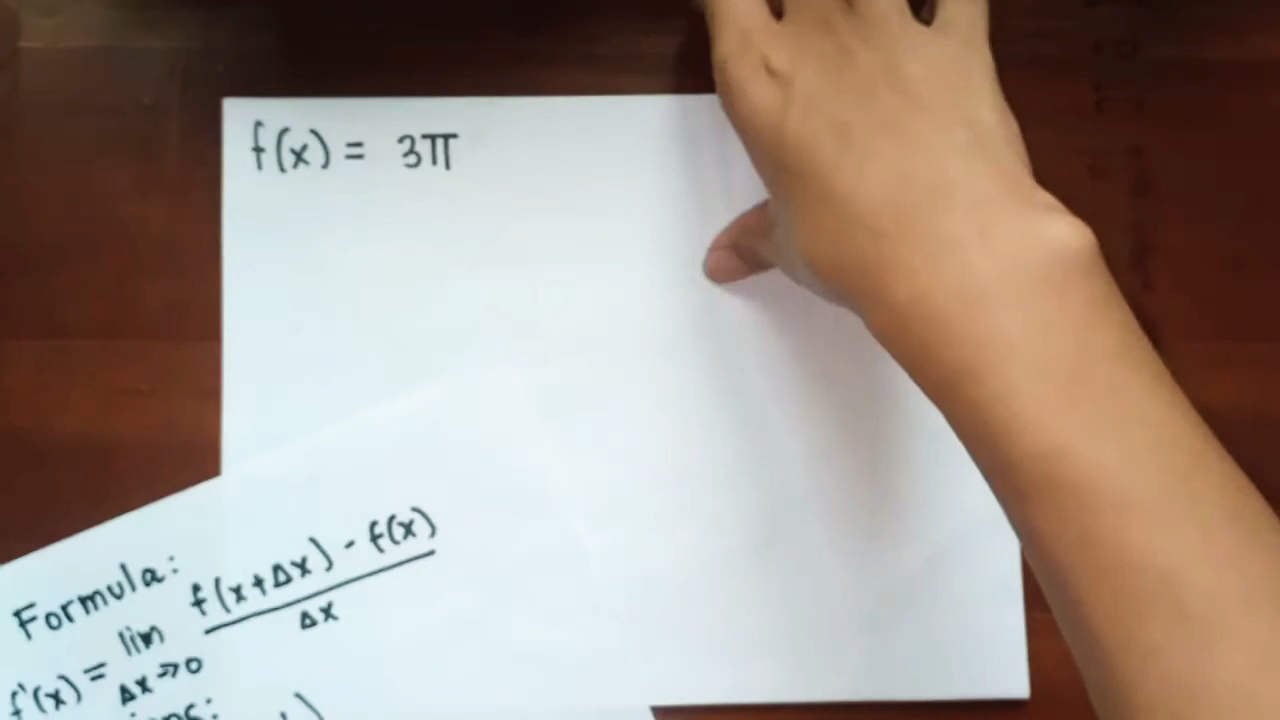 f(x) = 3π
Formula:
f'(x) = lim Δx→0 f(x+Δx) - f(x) / Δx